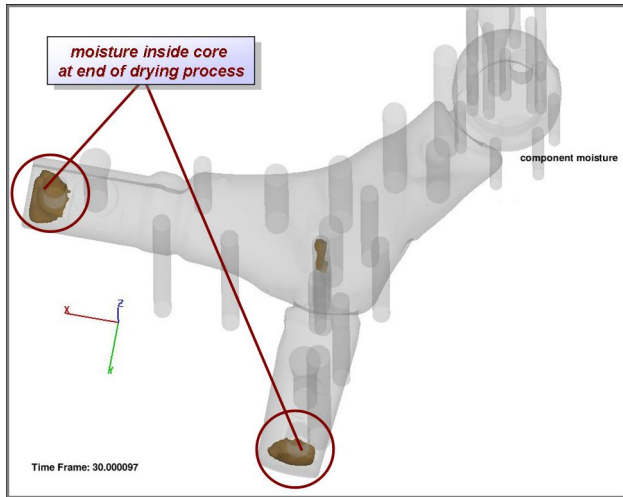 moisture inside core
at end of drying process
component moisture
X
Z
Y
Time Frame: 30.000097